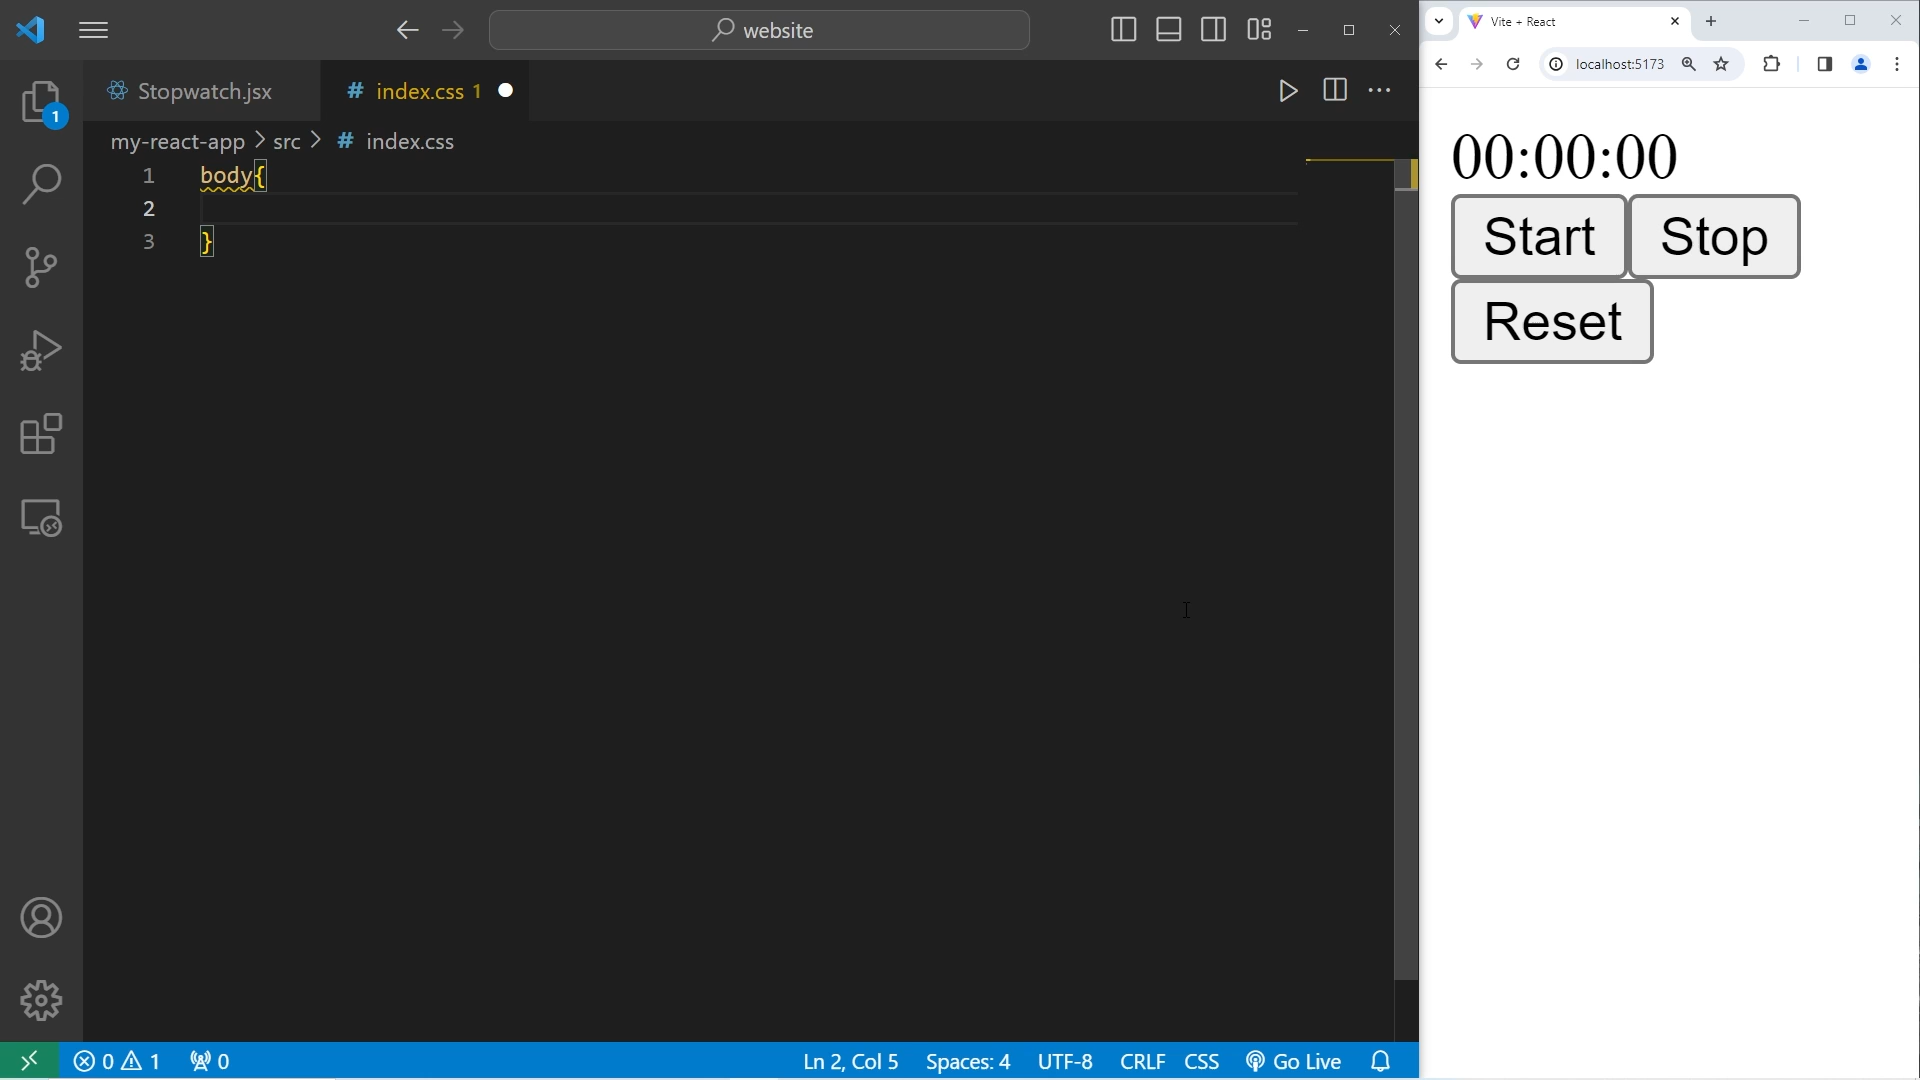 website
Vite + React
localhost:5173
Stopwatch.jsx
# index.css 1
1
my-react-app > src > # index.css
1 body{
2
3 }
00:00:00
Start Stop
Reset
0 1 0 Ln 2, Col 5 Spaces: 4 UTF-8 CRLF CSS Go Live